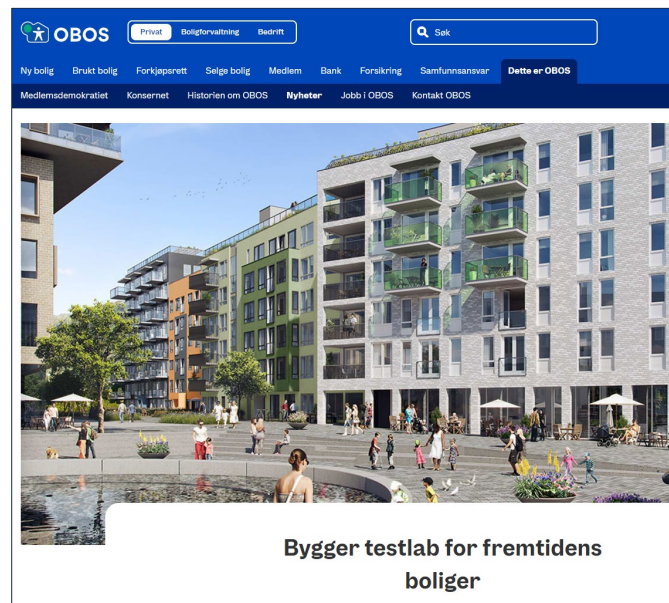 OBOS
Privat Boligforvaltning Bedrift
Søk
Ny bolig Brukt bolig Forkjøpsrett Selge bolig Medlem Bank Forsikring Samfunnsansvar Dette er OBOS
Medlemsdemokratiet Konsernet Historien om OBOS Nyheter Jobb i OBOS Kontakt OBOS
Bygger testlab for fremtidens
boliger